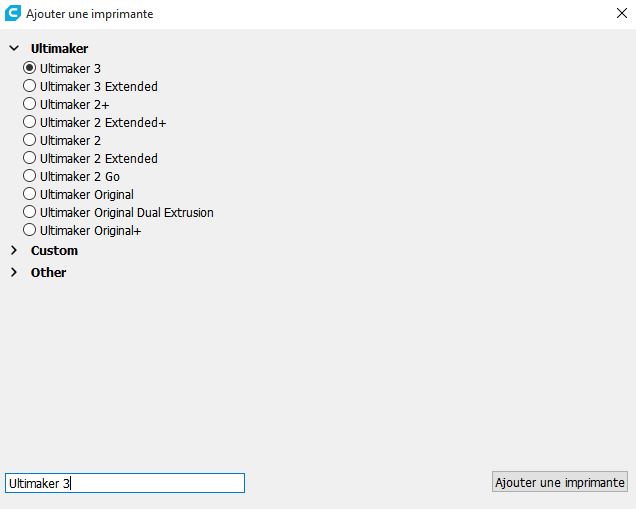 Ajouter une imprimante
Ultimaker
Ultimaker 3
Ultimaker 3 Extended
Ultimaker 2+
Ultimaker 2 Extended+
Ultimaker 2
Ultimaker 2 Extended
Ultimaker 2 Go
Ultimaker Original
Ultimaker Original Dual Extrusion
Ultimaker Original+
Custom
Other
Ultimaker 3
Ajouter une imprimante